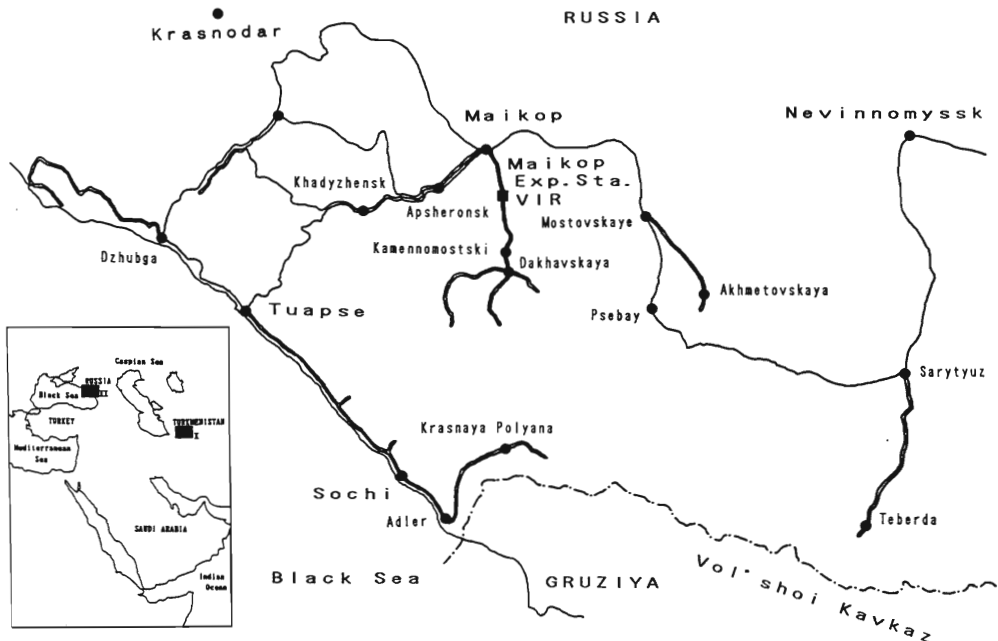 RUSSIA
Krasnodar
Nevinnomyssk
Maikop
Maikop
Exp.Sta.
VIR
Khadyzhensk
Apsheronsk
Mostovskaye
Kamennomostski
Dakhavskaya
Dzhubga
Akhmetovskaya
Tuapse
Psebay
Sarytyuz
Krasnaya Polyana
Sochi
Adler
Teberda
Black Sea
GRUZIYA
Vol'shoi Kavkaz
Caspian Sea
RUSSIA
Black Sea
TURKEY
TURKMENISTAN
Mediterranean
Sea
SAUDI ARABIA
Indian
Ocean